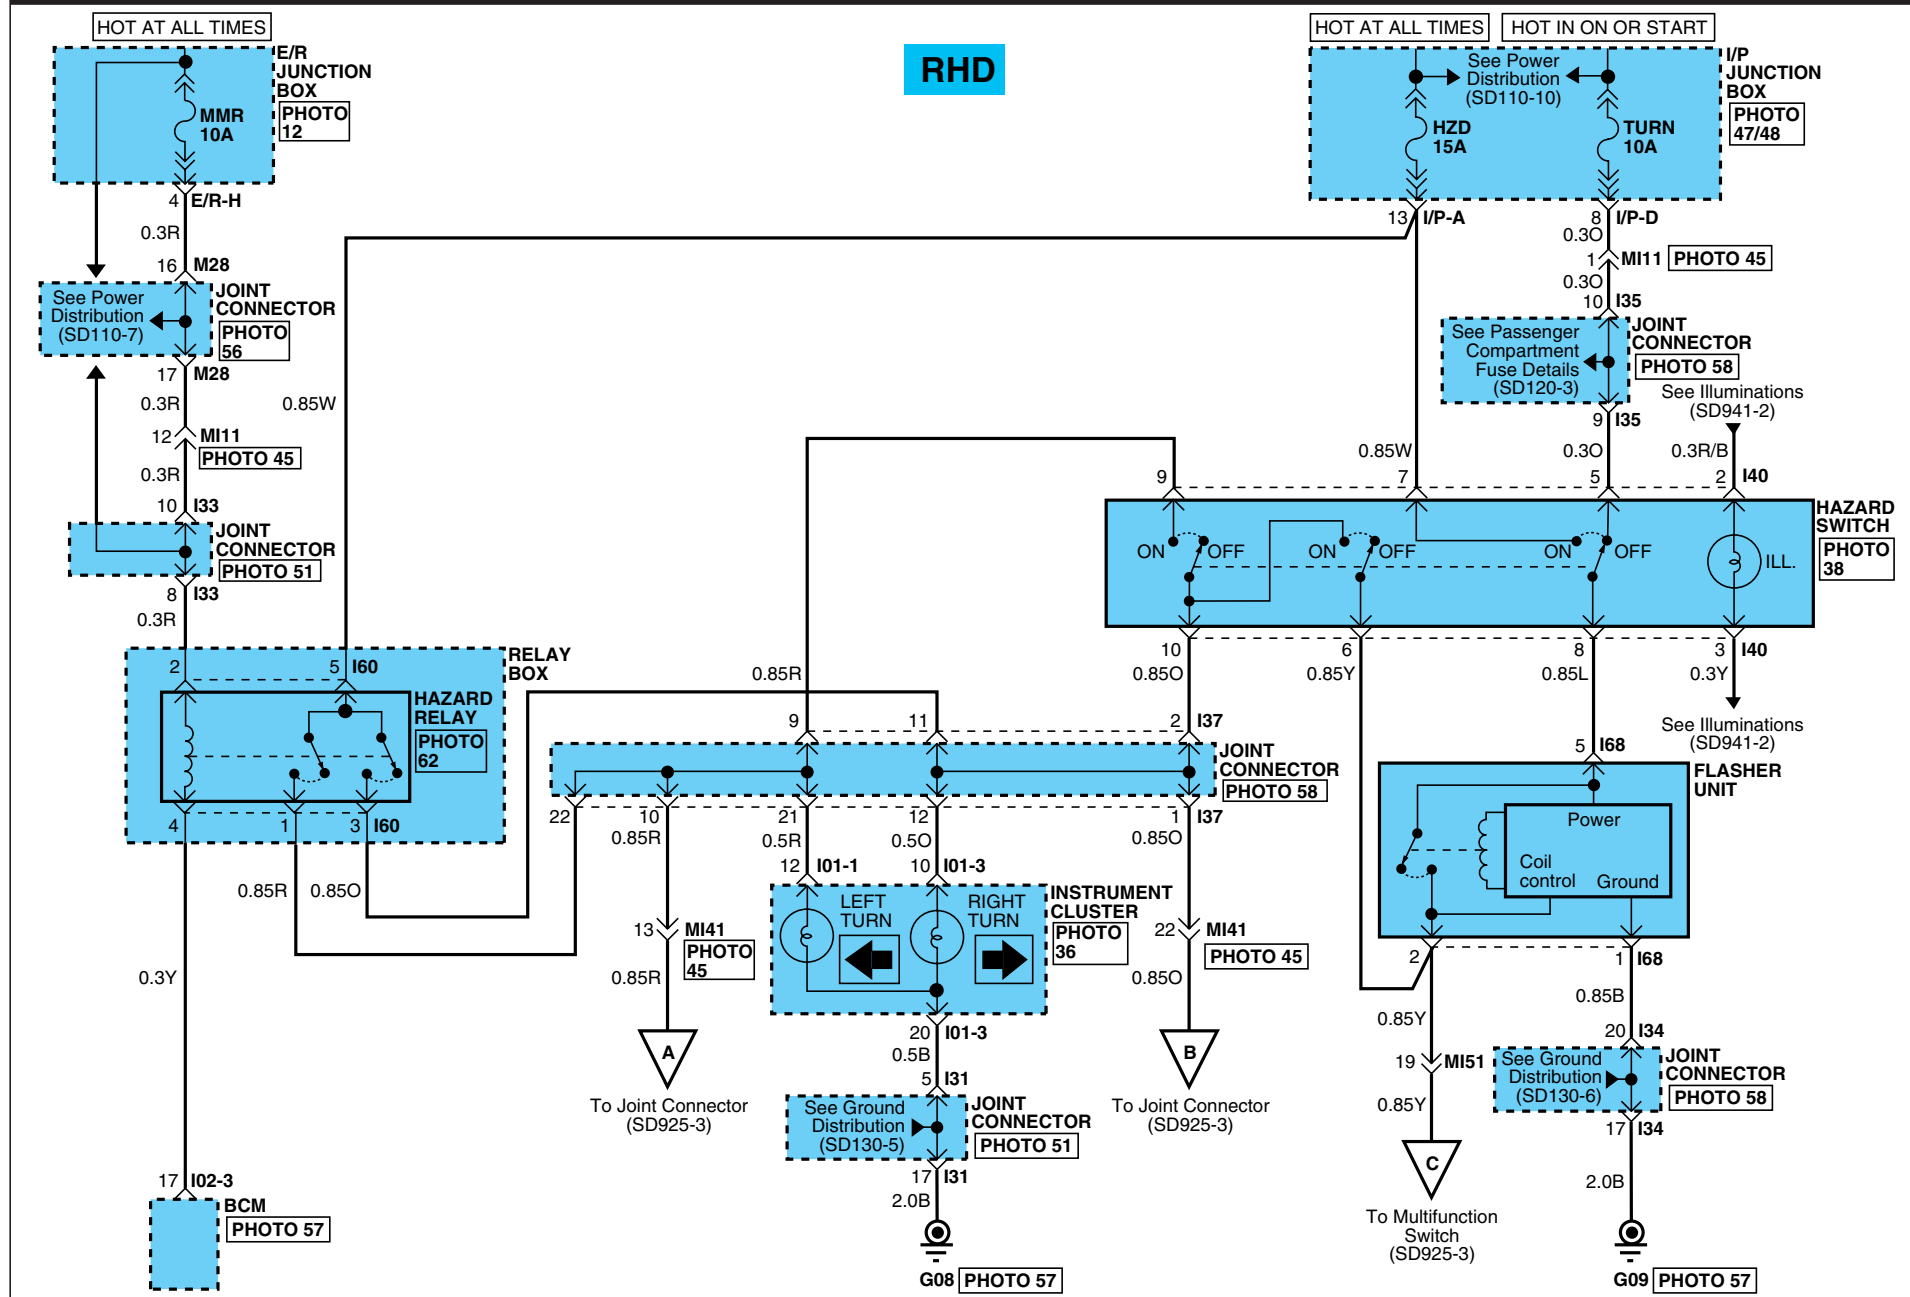 HOT AT ALL TIMES
HOT AT ALL TIMES
HOT IN ON OR START
RHD
E/R
JUNCTION
BOX
PHOTO
12
MMR
10A
4 E/R-H
0.3R
16 M28
See Power
Distribution
(SD110-7)
JOINT
CONNECTOR
PHOTO
56
17 M28
0.3R
0.85W
12 MI11
PHOTO 45
0.3R
10 I33
JOINT
CONNECTOR
PHOTO 51
8 I33
0.3R
See Power
Distribution
(SD110-10)
HZD
15A
TURN
10A
I/P
JUNCTION
BOX
PHOTO
47/48
13 I/P-A
8 I/P-D
0.3O
1 MI11 PHOTO 45
0.3O
10 I35
See Passenger
Compartment
Fuse Details
(SD120-3)
JOINT
CONNECTOR
PHOTO 58
See Illuminations
(SD941-2)
9 I35
0.85W
0.3O
0.3R/B
9
7
5
2 I40
HAZARD
SWITCH
PHOTO
38
ON OFF
ON OFF
ON OFF
ILL.
10
6
8
3 I40
0.85O
0.85Y
0.85L
0.3Y
See Illuminations
(SD941-2)
RELAY
BOX
2
5 I60
HAZARD
RELAY
PHOTO
62
4
1
3 I60
0.85R
0.85O
0.3Y
17 I02-3
BCM
PHOTO 57
0.85R
9
11
2 I37
JOINT
CONNECTOR
PHOTO 58
22
10
21
12
1 I37
0.85R
0.5R
0.5O
0.85O
12 I01-1
10 I01-3
LEFT
TURN
RIGHT
TURN
INSTRUMENT
CLUSTER
PHOTO
36
13 MI41
PHOTO
45
0.85R
A
To Joint Connector
(SD925-3)
20 I01-3
0.5B
5 I31
See Ground
Distribution
(SD130-5)
JOINT
CONNECTOR
PHOTO 51
17 I31
2.0B
G08 PHOTO 57
22 MI41
PHOTO 45
0.85O
B
To Joint Connector
(SD925-3)
5 I68
FLASHER
UNIT
Power
Coil
control
Ground
2
1 I68
0.85Y
0.85B
19 MI51
0.85Y
C
To Multifunction
Switch
(SD925-3)
20 I34
See Ground
Distribution
(SD130-6)
JOINT
CONNECTOR
PHOTO 58
17 I34
2.0B
G09 PHOTO 57